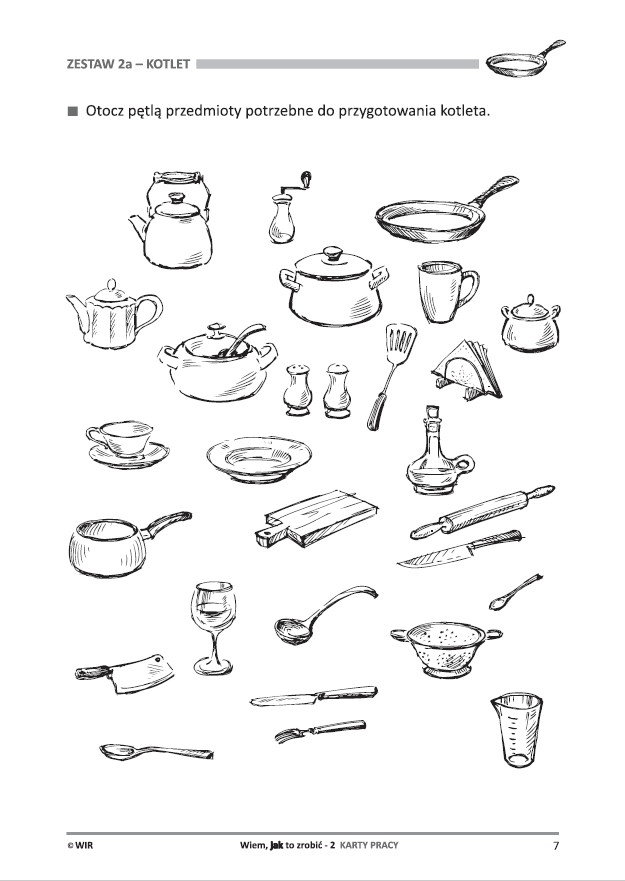 ZESTAW 2a – KOTLET
■ Otocz pętlą przedmioty potrzebne do przygotowania kotleta.
© WIR
Wiem, jak to zrobić - 2 KARTY PRACY
7